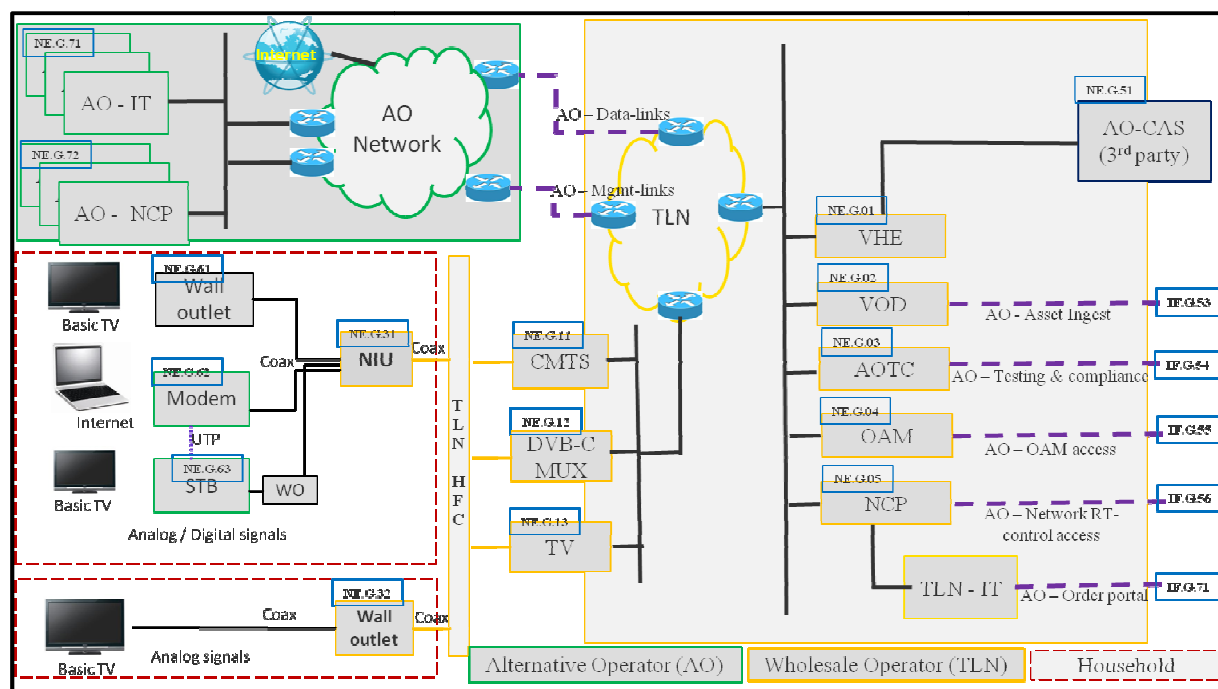 NE.G.71
AO - IT
NE.G.72
AO - NCP
Internet
AO
Network
AO – Data-links
AO – Mgmt-links
TLN
NE.G.51
AO-CAS
(3rd party)
NE.G.01
VHE
NE.G.02
VOD
AO - Asset Ingest
IF.G.53
NE.G.03
AOTC
AO – Testing & compliance
IF.G.54
NE.G.04
OAM
AO – OAM access
IF.G.55
NE.G.05
NCP
AO – Network RT-
control access
IF.G.56
TLN - IT
AO – Order portal
IF.G.71
Basic TV
NE.G.61
Wall
outlet
Coax
NE.G.31
NIU
Coax
Internet
NE.G.62
Modem
UTP
Basic TV
NE.G.63
STB
WO
Analog / Digital signals
TLN HFC
NE.G.11
CMTS
NE.G.12
DVB-C
MUX
NE.G.13
TV
Basic TV
Coax
Analog signals
NE.G.32
Wall
outlet
Coax
Alternative Operator (AO)
Wholesale Operator (TLN)
Household